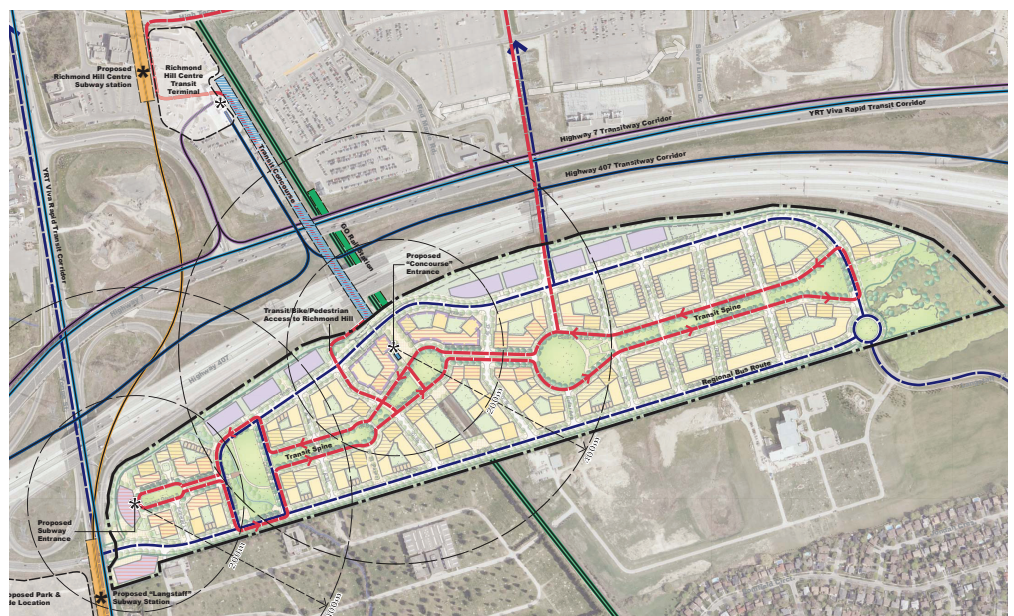 Proposed
Richmond Hill Centre
Subway station
Richmond
Hill Centre
Transit
Terminal
Transit Concourse
GO Rail Station
Highway 7 Transitway Corridor
YRT Viva Rapid Transit Corridor
Highway 407 Transitway Corridor
YRT Viva Rapid Transit Corridor
Proposed
"Concourse"
Entrance
Transit/Bike/Pedestrian
Access to Richmond Hill
Highway 407
Transit Spine
Regional Bus Route
Transit Spine
200m
400m
Proposed
Subway
Entrance
200m
Proposed "Langstaff"
Subway Station
oposed Park &
de Location